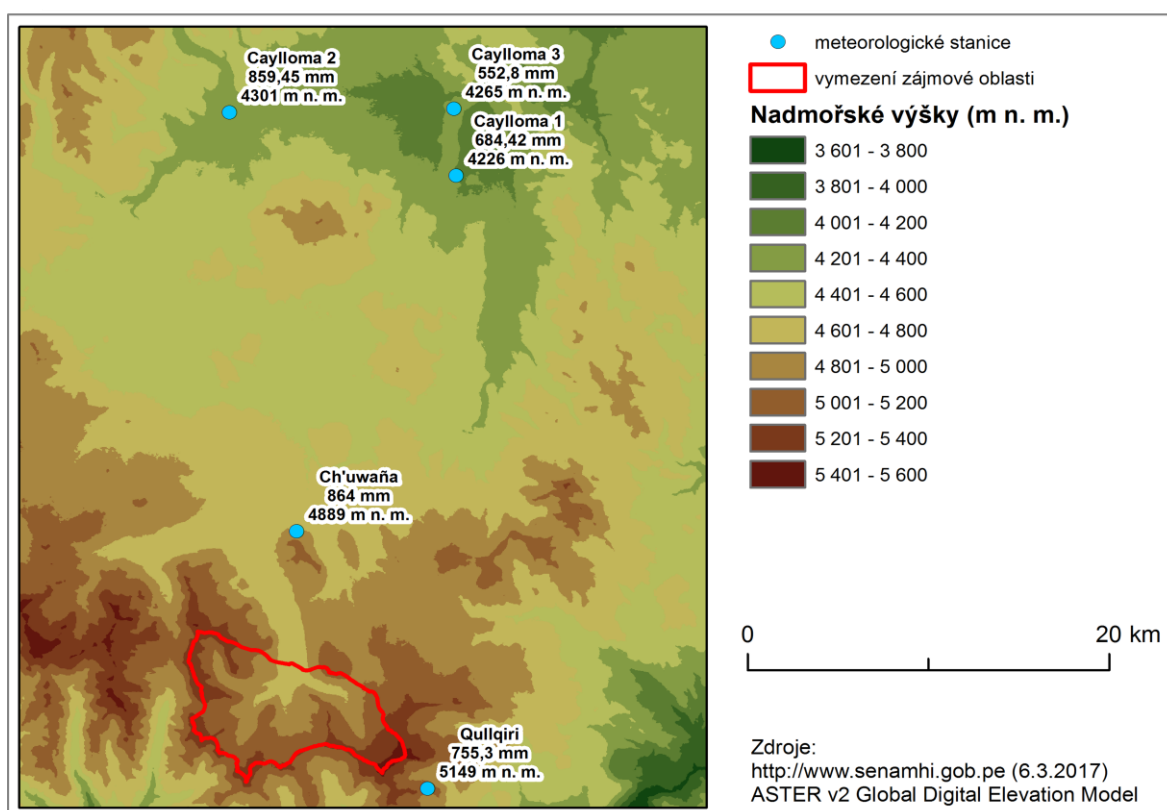 Caylloma 2
859,45 mm
4301 m n. m.
Caylloma 3
552,8 mm
4265 m n. m.
Caylloma 1
684,42 mm
4226 m n. m.
Ch'uwaña
864 mm
4889 m n. m.
Qullqiri
755,3 mm
5149 m n. m.
meteorologické stanice
vymezení zájmové oblasti
Nadmořské výšky (m n. m.)
3 601 - 3 800
3 801 - 4 000
4 001 - 4 200
4 201 - 4 400
4 401 - 4 600
4 601 - 4 800
4 801 - 5 000
5 001 - 5 200
5 201 - 5 400
5 401 - 5 600
0 20 km
Zdroje:
http://www.senamhi.gob.pe (6.3.2017)
ASTER v2 Global Digital Elevation Model